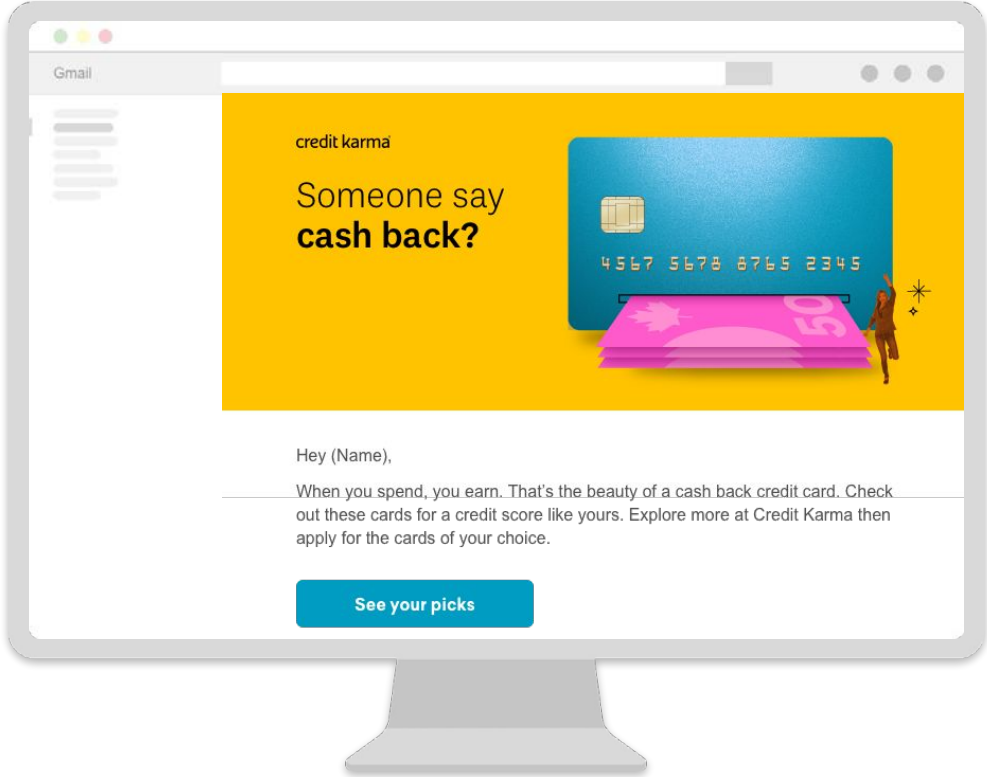 Gmail
credit karma
Someone say
cash back?
4567 5678 8765 2345
50
Hey (Name),
When you spend, you earn. That's the beauty of a cash back credit card. Check
out these cards for a credit score like yours. Explore more at Credit Karma then
apply for the cards of your choice.
See your picks